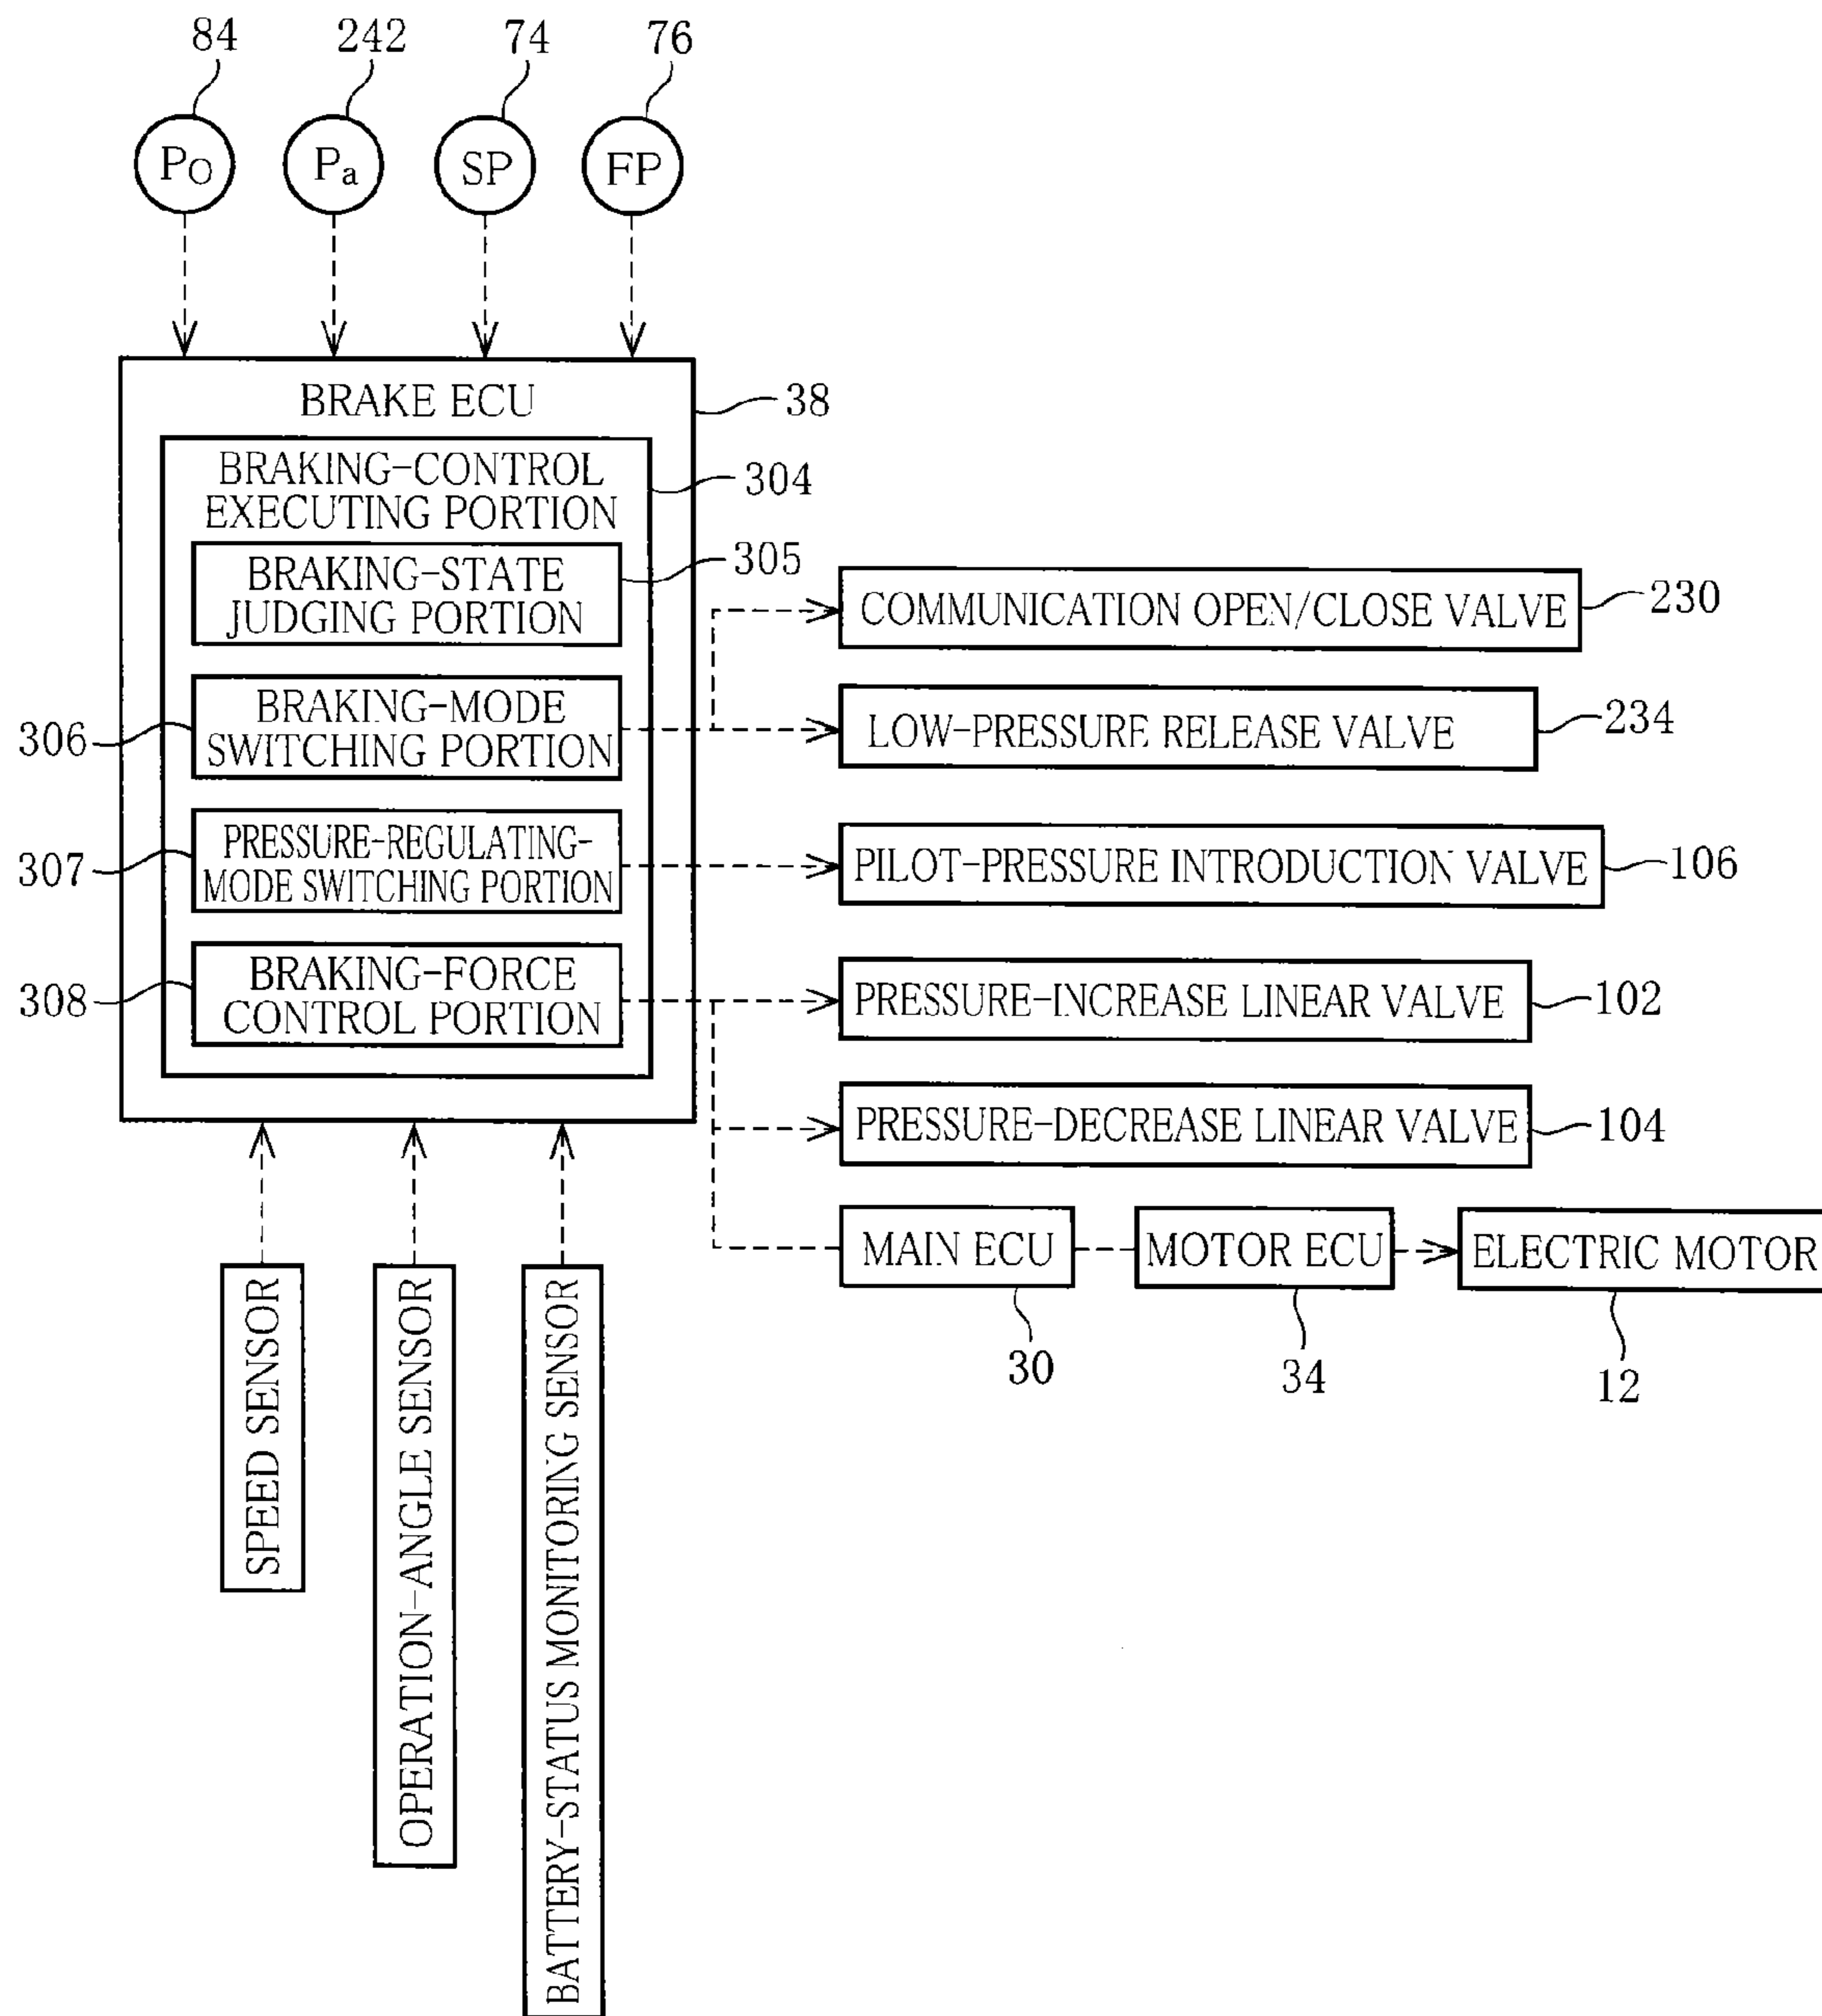 84 242 74 76
PO Pa SP FP
BRAKE ECU
38
BRAKING-CONTROL
EXECUTING PORTION
304
BRAKING-STATE
JUDGING PORTION
305
BRAKING-MODE
SWITCHING PORTION
306
PRESSURE-REGULATING-
MODE SWITCHING PORTION
307
BRAKING-FORCE
CONTROL PORTION
308
COMMUNICATION OPEN/CLOSE VALVE
230
LOW-PRESSURE RELEASE VALVE
234
PILOT-PRESSURE INTRODUCTION VALVE
106
PRESSURE-INCREASE LINEAR VALVE
102
PRESSURE-DECREASE LINEAR VALVE
104
MAIN ECU MOTOR ECU ELECTRIC MOTOR
30 34 12
SPEED SENSOR
OPERATION-ANGLE SENSOR
BATTERY-STATUS MONITORING SENSOR